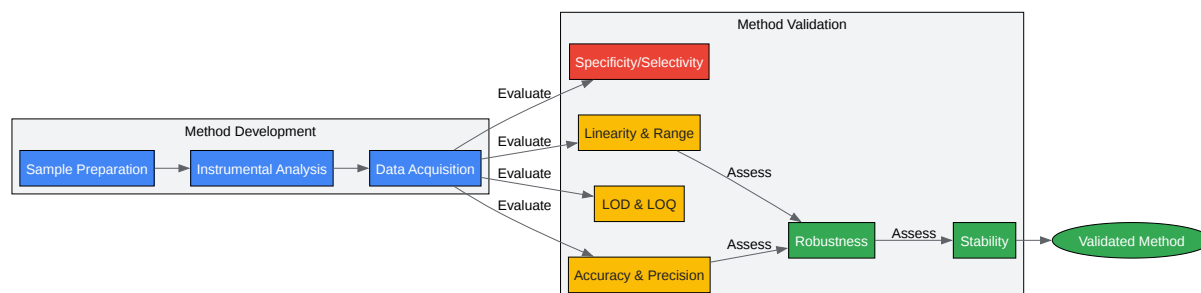 Method Validation
Specificity/Selectivity
Evaluate
Method Development
Linearity & Range
Evaluate
Sample Preparation
Instrumental Analysis
Data Acquisition
Evaluate
Assess
LOD & LOQ
Evaluate
Robustness
Assess
Stability
Validated Method
Assess
Accuracy & Precision